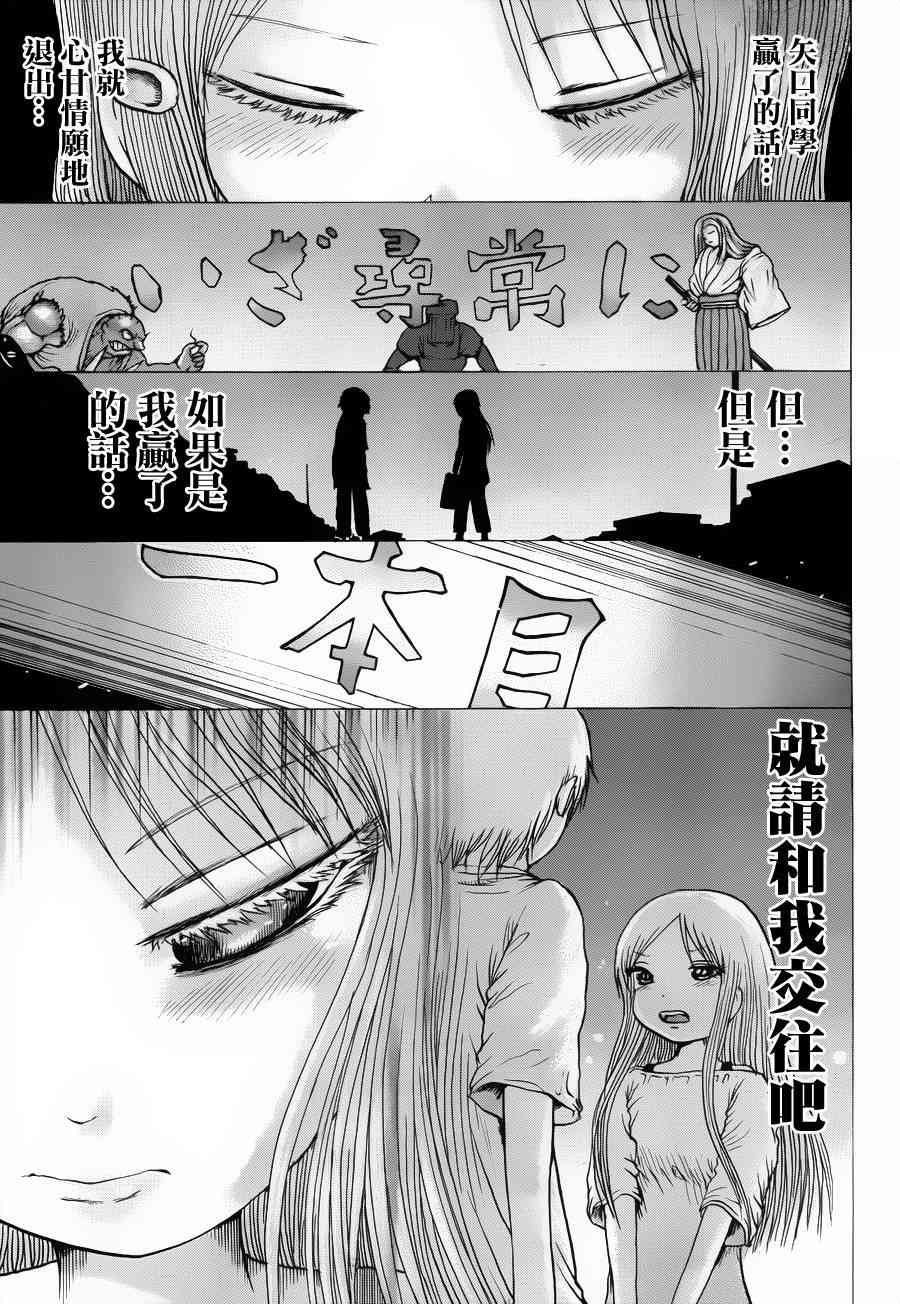 矢口同學
贏了的話…
我就
心甘情願地
退出…
いざ尋常に
但…
但是
如果是
我贏了
的話…
一本目
就請和我交往吧